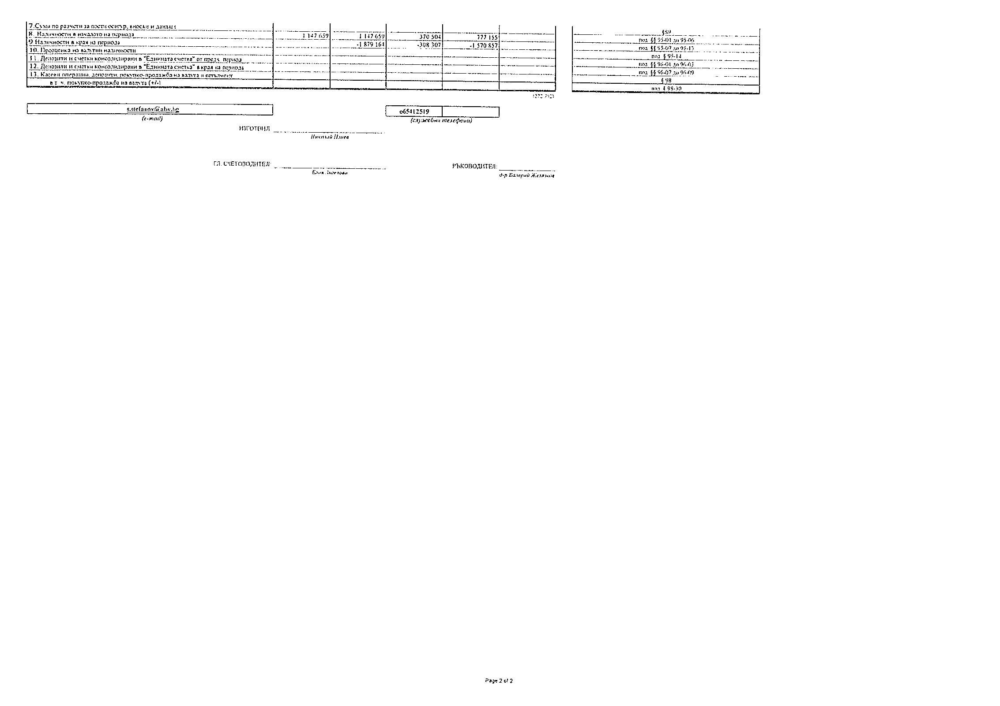 7.Суми по разчети за пости осигур, вноски и данъци
§89
8. Наличности в началото на периода 1 147 659 1 147 659 370 504 777 155
под §§ 95-01 до 95-06
9 Наличности в края на периода -1 879 164 -308 307 -1 570 857
под §§ 95-07 до 95-13
10. Преоценка на валутни наличности
под § 95-14
11. Депозити и сметки консолидирани в "Единната сметка" от предх. период
под §§ 96-01 до 96-03
12. Депозити и сметки консолидирани в "Единната сметка" в края на периода
под §§ 96-07 до 96-09
13. Касови операции, депозити, покупко-продажба на валута и сетълмент
§ 98
в т. ч. покупко-продажба на валута (+/-)
под § 98-30
s.stefanov@abv.bg о65412519
(e-mail) (служебни телефони)
ИЗГОТВИЛ
Николай
ГЛ. СЧЕТОВОДИТЕЛ: РЪКОВОДИТЕЛ:
д-р Валерий Желязков
Page 2 of 2